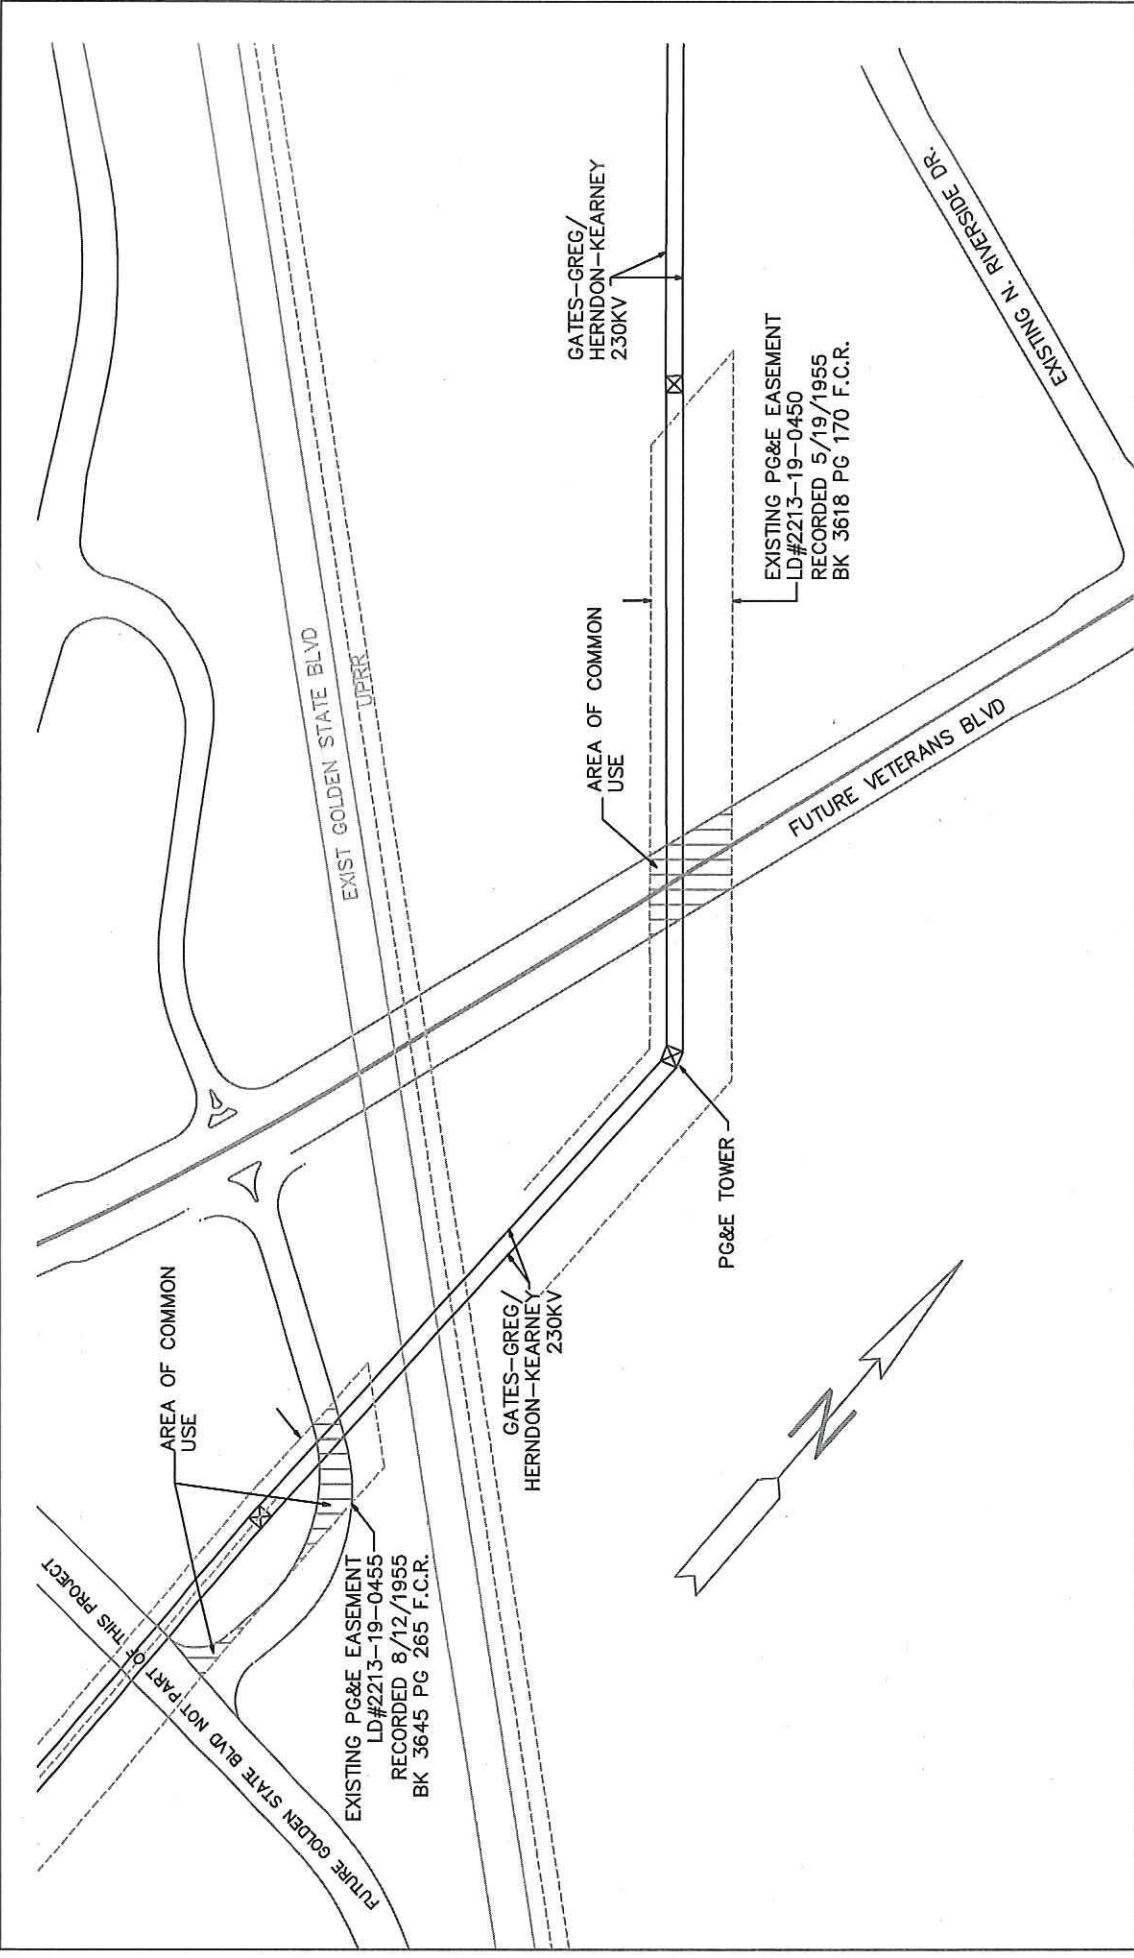 FUTURE GOLDEN STATE BLVD NOT PART OF THIS PROJECT
AREA OF COMMON
USE
EXISTING PG&E EASEMENT
LD#2213-19-0455
RECORDED 8/12/1955
BK 3645 PG 265 F.C.R.
GATES-GREG/
HERNDON-KEARNEY
230KV
N
PG&E TOWER
EXIST GOLDEN STATE BLVD
UPRR
AREA OF COMMON
USE
FUTURE VETERANS BLVD
GATES-GREG/
HERNDON-KEARNEY
230KV
EXISTING PG&E EASEMENT
LD#2213-19-0450
RECORDED 5/19/1955
BK 3618 PG 170 F.C.R.
EXISTING N. RIVERSIDE DR.